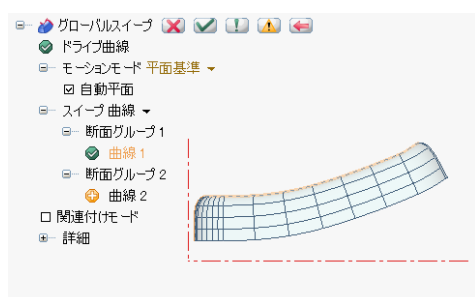 グローバルスイープ
ドライブ曲線
モーションモード 平面基準
自動平面
スイープ 曲線
断面グループ 1
曲線 1
断面グループ 2
曲線 2
関連付けモード
詳細